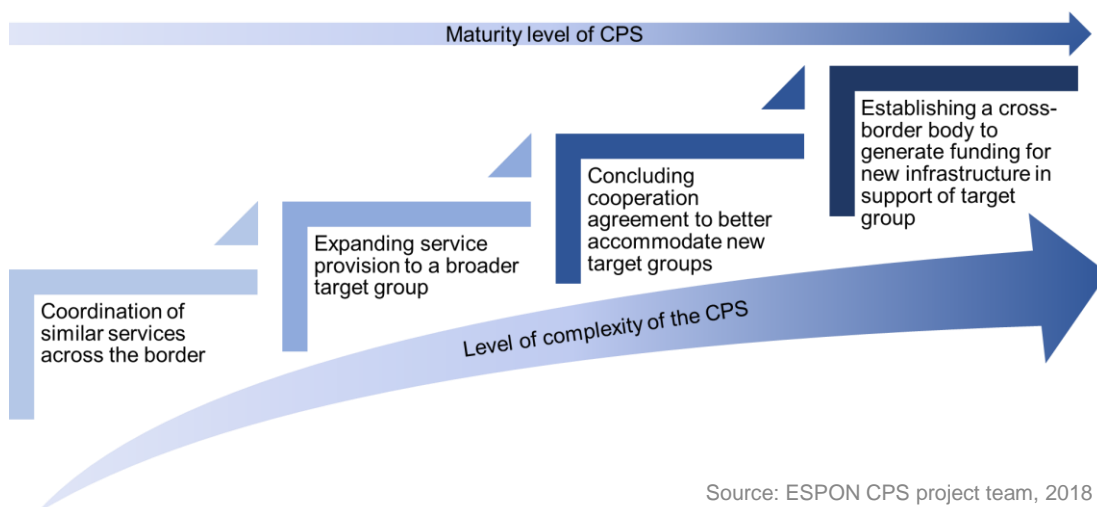 Maturity level of CPS
Coordination of
similar services
across the border
Expanding service
provision to a broader
target group
Concluding
cooperation
agreement to better
accommodate new
target groups
Establishing a cross-
border body to
generate funding for
new infrastructure in
support of target
group
Level of complexity of the CPS
Source: ESPON CPS project team, 2018